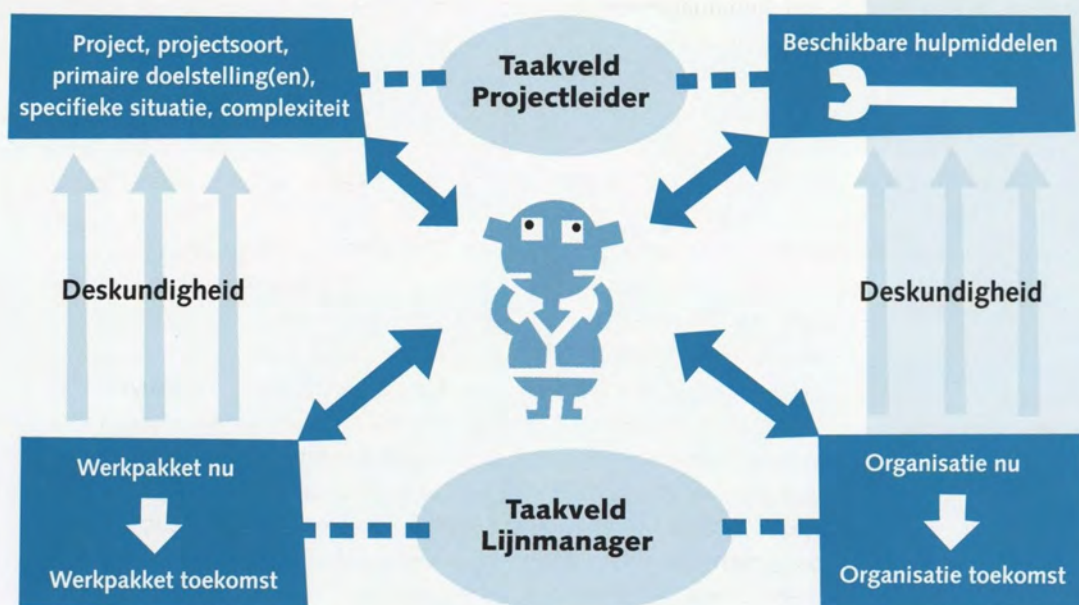 Project, projectsoort,
primaire doelstelling(en),
specifieke situatie, complexiteit
Taakveld
Projectleider
Beschikbare hulpmiddelen
Deskundigheid
Deskundigheid
Werkpakket nu
Werkpakket toekomst
Taakveld
Lijnmanager
Organisatie nu
Organisatie toekomst